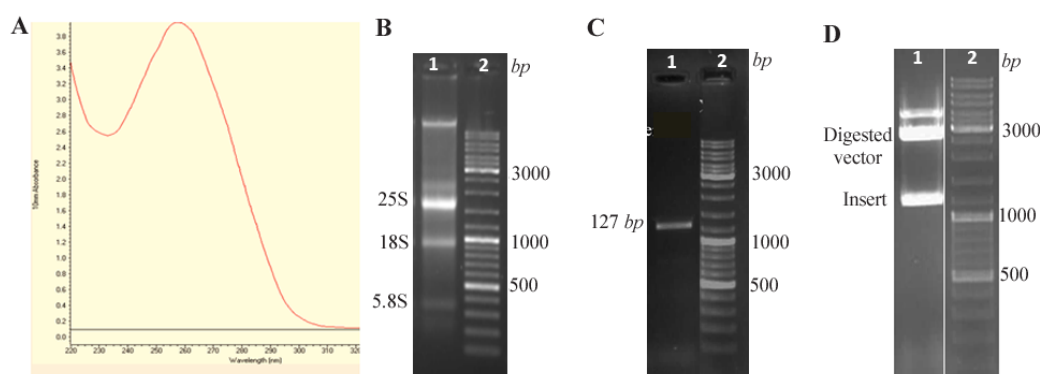 A
10mm Absorbance
3.8
3.6
3.4
3.2
3.0
2.8
2.6
2.4
2.2
2.0
1.8
1.6
1.4
1.2
1.0
0.8
0.6
0.4
0.2
0.0
220 230 240 250 260 270 280 290 300 310 320
Wavelength [nm]
B
1 2 bp
3000
25S
18S 1000
500
5.8S
C
1 2 bp
e
3000
127 bp
1000
500
D
1 2 bp
Digested
vector
3000
Insert
1000
500